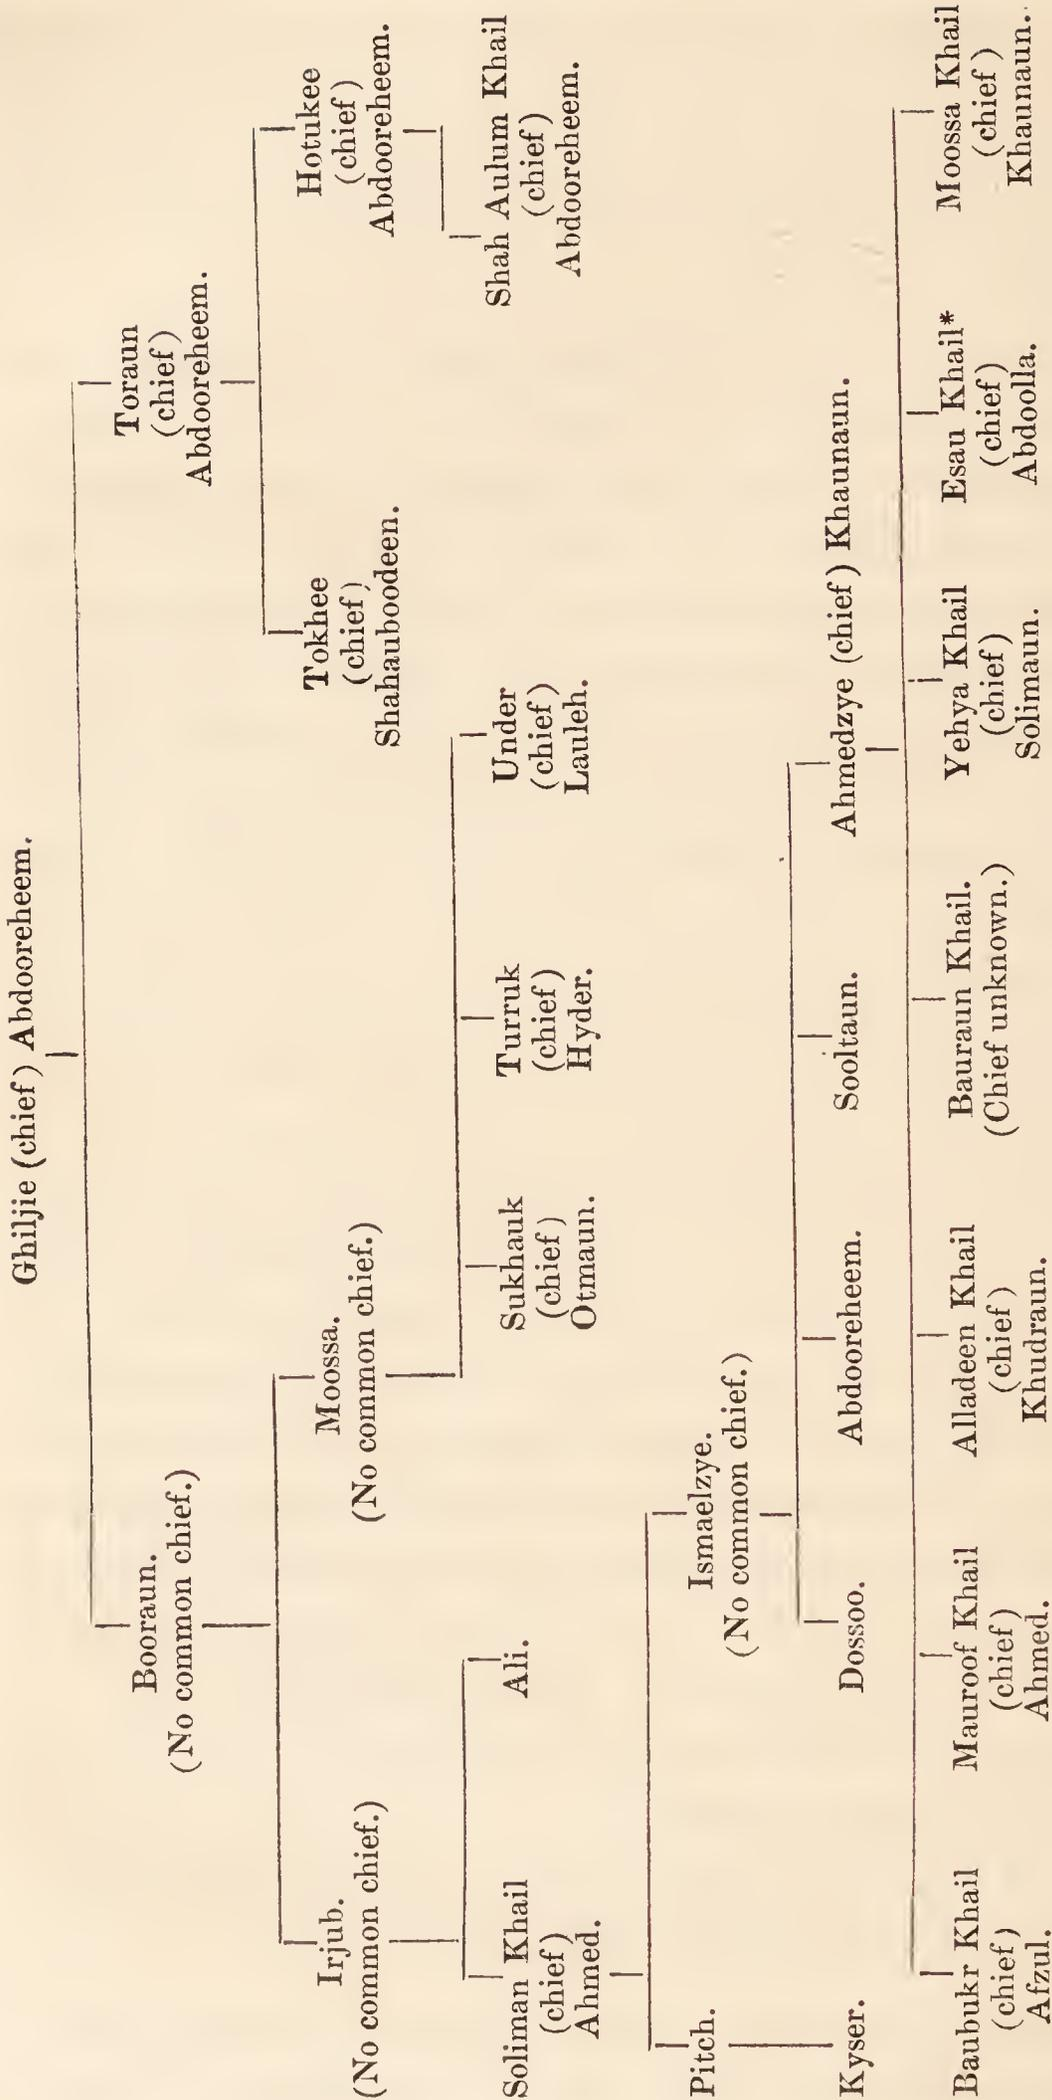 Ghiljie (chief) Abdooreheem.
Booraun.
(No common chief.)
Toraun
(chief)
Abdooreheem.
Irjub.
(No common chief.)
Moossa.
(No common chief.)
Tokhee
(chief)
Shahauboodeen.
Hotukee
(chief)
Abdooreheem.
Soliman Khail
(chief)
Ahmed.
Ali.
Sukhauk
(chief)
Otmaun.
Turruk
(chief)
Hyder.
Under
(chief)
Lauleh.
Shah Aulum Khail
(chief)
Abdooreheem.
Pitch.
Ismaelzye.
(No common chief.)
Kyser.
Dossoo.
Abdooreheem.
Sooltaun.
Ahmedzye (chief) Khaunaun.
Baubukr Khail
(chief)
Afzul.
Mauroof Khail
(chief)
Ahmed.
Alladeen Khail
(chief)
Khudraun.
Bauraun Khail.
(Chief unknown.)
Yehya Khail
(chief)
Solimaun.
Esau Khail*
(chief)
Abdoolla.
Moossa Khail
(chief)
Khaunaun.